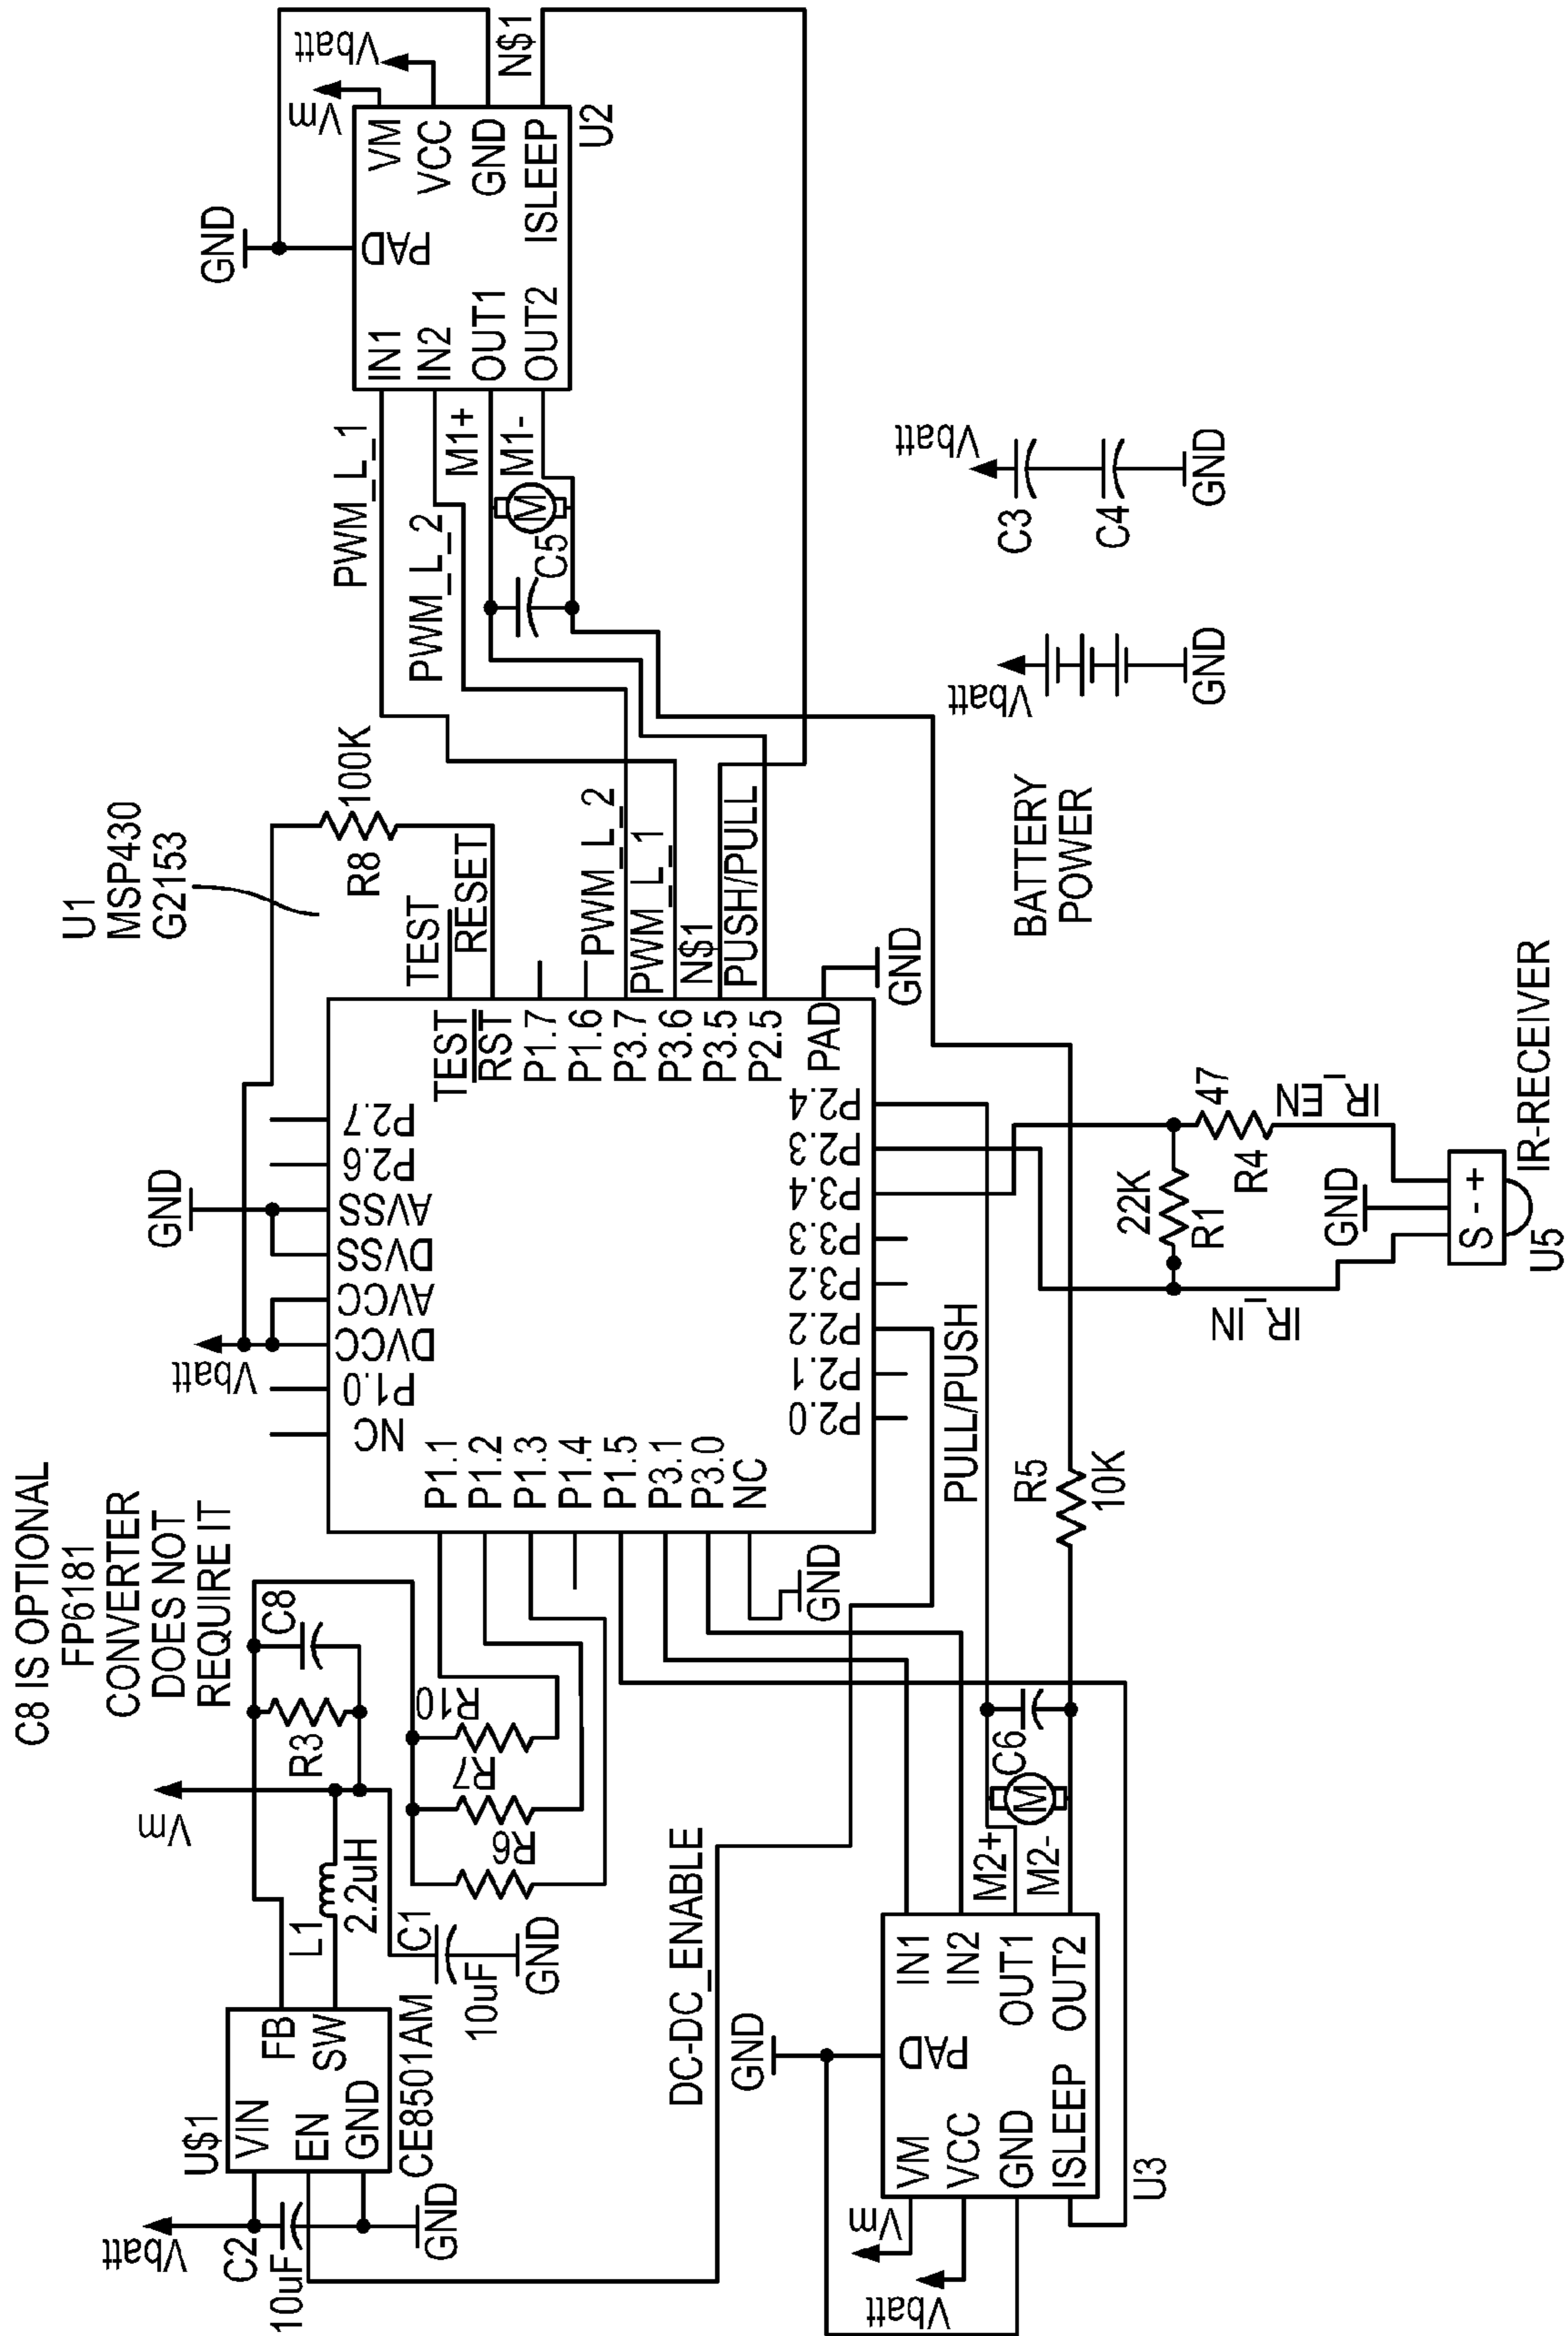 C8 IS OPTIONAL
FP6181
CONVERTER
DOES NOT
REQUIRE IT
U1
MSP430
G2153
Vbatt
C2
10uF
GND
U$1
VIN
EN
GND
FB
SW
CE8501AM
L1
2.2uH
Vm
R3
C8
C1
10uF
GND
R6
R7
R10
NC
P1.0
DVCC
AVCC
DVSS
AVSS
P2.6
P2.7
Vbatt
GND
P1.1
P1.2
P1.3
P1.4
P1.5
P3.1
P3.0
NC
GND
P2.0
P2.1
P2.2
P3.2
P3.3
P3.4
P2.3
P2.4
TEST
RST
P1.7
P1.6
P3.7
P3.6
P3.5
P2.5
PAD
GND
TEST
RESET
R8
100K
PWM_L_2
PWM_L_1
N$1
PUSH/PULL
PWM_L_1
PWM_L_2
M1+
M1-
M
C5
IN1
IN2
OUT1
OUT2
PAD
VM
VCC
GND
ISLEEP
U2
GND
Vm
Vbatt
N$1
DC-DC_ENABLE
GND
VM
VCC
GND
ISLEEP
PAD
IN1
IN2
OUT1
OUT2
U3
Vm
Vbatt
M2+
M2-
M
C6
PULL/PUSH
R5
10K
22K
R1
R4
47
IR_IN
IR_EN
GND
S - +
U5
IR-RECEIVER
BATTERY
POWER
Vbatt
GND
Vbatt
C3
C4
GND